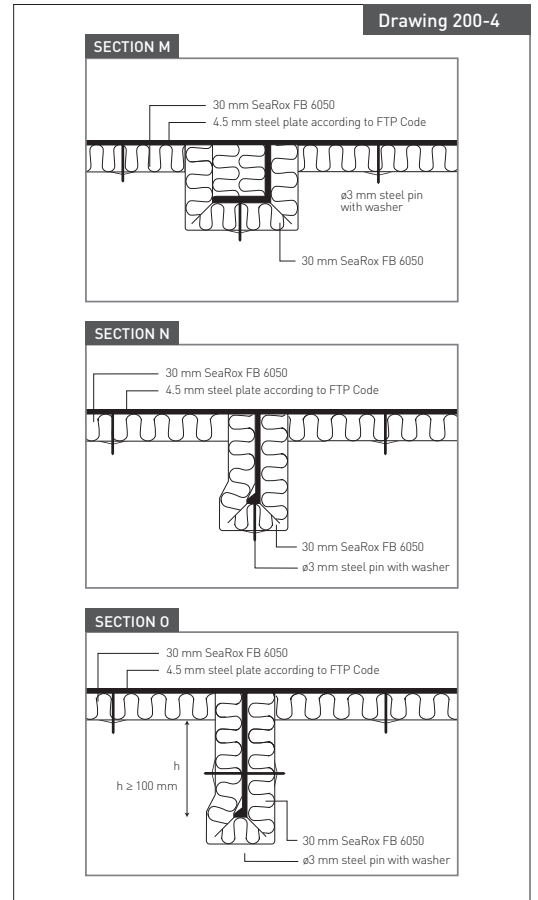 Drawing 200-4
SECTION M
30 mm SeaRox FB 6050
4.5 mm steel plate according to FTP Code
ø3 mm steel pin
with washer
30 mm SeaRox FB 6050
SECTION N
30 mm SeaRox FB 6050
4.5 mm steel plate according to FTP Code
30 mm SeaRox FB 6050
ø3 mm steel pin with washer
SECTION O
30 mm SeaRox FB 6050
4.5 mm steel plate according to FTP Code
h
h ≥ 100 mm
30 mm SeaRox FB 6050
ø3 mm steel pin with washer